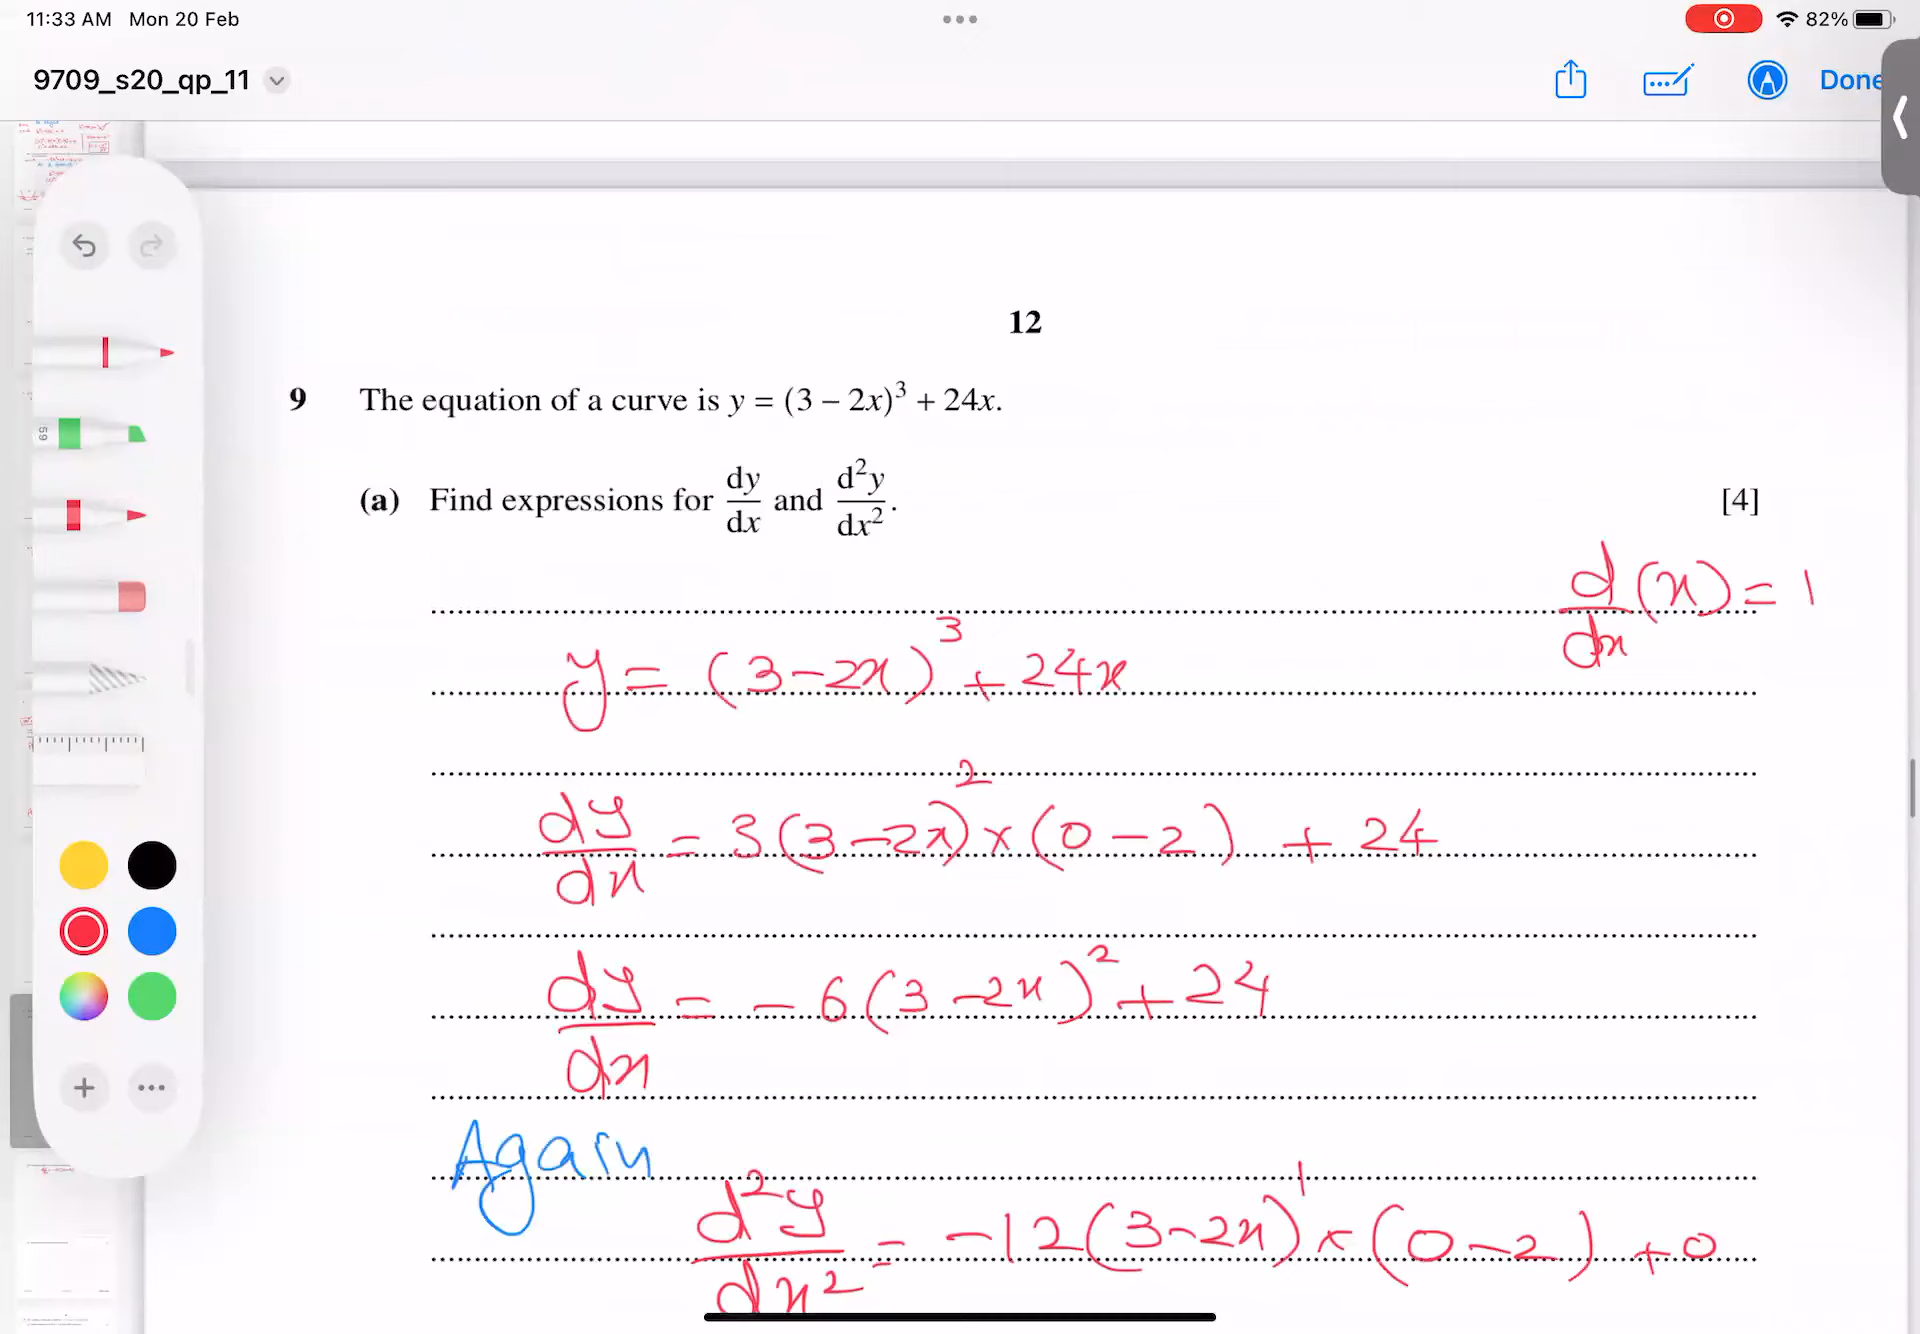 11:33 AM Mon 20 Feb
82%
9709_s20_qp_11
Done
59
12
9 The equation of a curve is y = (3 − 2x)³ + 24x.
(a) Find expressions for dy/dx and d²y/dx². [4]
d/dx (x) = 1
y = (3-2x)³ + 24x
dy/dx = 3(3-2x)² × (0-2) + 24
dy/dx = -6(3-2x)² + 24
Again
d²y/dx² = -12(3-2x)¹ × (0-2) + 0